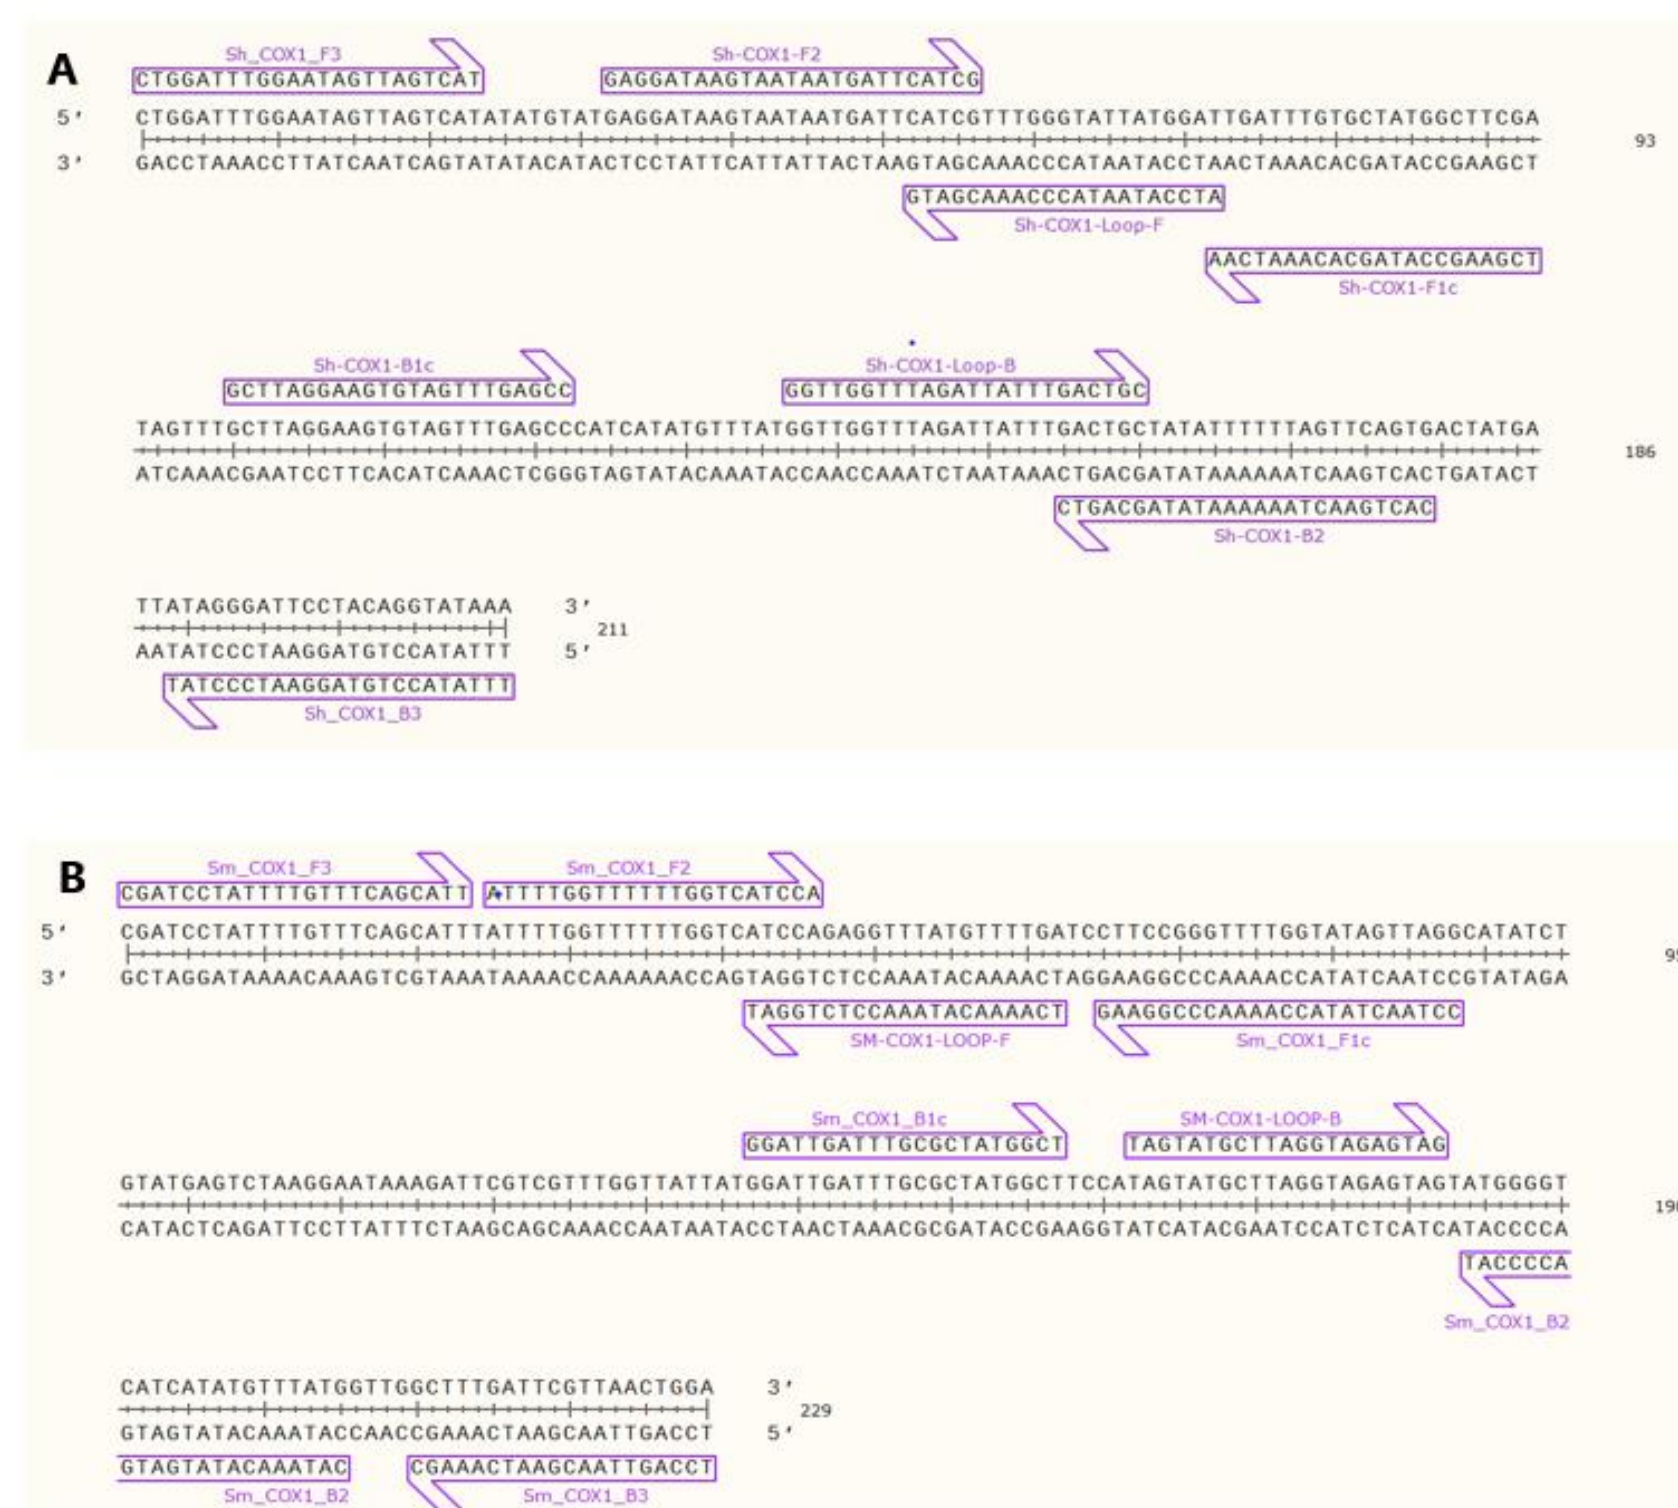 A
Sh_COX1_F3 Sh-COX1-F2
CTGGATTTGGAATAGTTAGTCAT GAGGATAAGTAATAATGATTCATCG
5' CTGGATTTGGAATAGTTAGTCATATATGTATGAGGATAAGTAATAATGATTCATCGTTTGGGTATTATGGATTGATTTGTGCTATGGCTTCGA
93
3' GACCTAAACCTTATCAATCAGTATATACATACTCCTATTCATTATTACTAAGTAGCAAACCCATAATACCTAACTAAACACGATACCGAAGCT
GTAGCAAACCCATAATACCTA
Sh-COX1-Loop-F
AACTAAACACGATACCGAAGCT
Sh-COX1-F1c
Sh-COX1-B1c Sh-COX1-Loop-B
GCTTAGGAAGTGTAGTTTGAGCC GGTTGGTTTAGATTATTTGACTGC
TAGTTTGCTTAGGAAGTGTAGTTTGAGCCCATCATATGTTTATGGTTGGTTTAGATTATTTGACTGCTATATTTTTTAGTTCAGTGACTATGA
186
ATCAAACGAATCCTTCACATCAAACTCGGGTAGTATACAAATACCAACCAAATCTAATAAACTGACGATATAAAAAATCAAGTCACTGATACT
CTGACGATATAAAAAATCAAGTCAC
Sh-COX1-B2
TTATAGGGATTCCTACAGGTATAAA 3'
211
AATATCCCTAAGGATGTCCATATTT 5'
TATCCCTAAGGATGTCCATATTT
Sh_COX1_B3
B
Sm_COX1_F3 Sm_COX1_F2
CGATCCTATTTTGTTTCAGCATT ATTTTGGTTTTTTGGTCATCCA
5' CGATCCTATTTTGTTTCAGCATTTATTTTGGTTTTTTGGTCATCCAGAGGTTTATGTTTTGATCCTTCCGGGTTTTGGTATAGTTAGGCATATCT
3' GCTAGGATAAAACAAAGTCGTAAATAAAACCAAAAAACCAGTAGGTCTCCAAATACAAAACTAGGAAGGCCCAAAACCATATCAATCCGTATAGA
TAGGTCTCCAAATACAAAACT GAAGGCCCAAAACCATATCAATCC
SM-COX1-LOOP-F Sm_COX1_F1c
Sm_COX1_B1c SM-COX1-LOOP-B
GGATTGATTTGCGCTATGGCT TAGTATGCTTAGGTAGAGTAG
GTATGAGTCTAAGGAATAAAGATTCGTCGTTTGGTTATTATGGATTGATTTGCGCTATGGCTTCCATAGTATGCTTAGGTAGAGTAGTATGGGGT
CATACTCAGATTCCTTATTTCTAAGCAGCAAACCAATAATACCTAACTAAACGCGATACCGAAGGTATCATACGAATCCATCTCATCATACCCCA
TACCCCA
Sm_COX1_B2
CATCATATGTTTATGGTTGGCTTTGATTCGTTAACTGGA 3'
229
GTAGTATACAAATACCAACCGAAACTAAGCAATTGACCT 5'
GTAGTATACAAATAC CGAAACTAAGCAATTGACCT
Sm_COX1_B2 Sm_COX1_B3